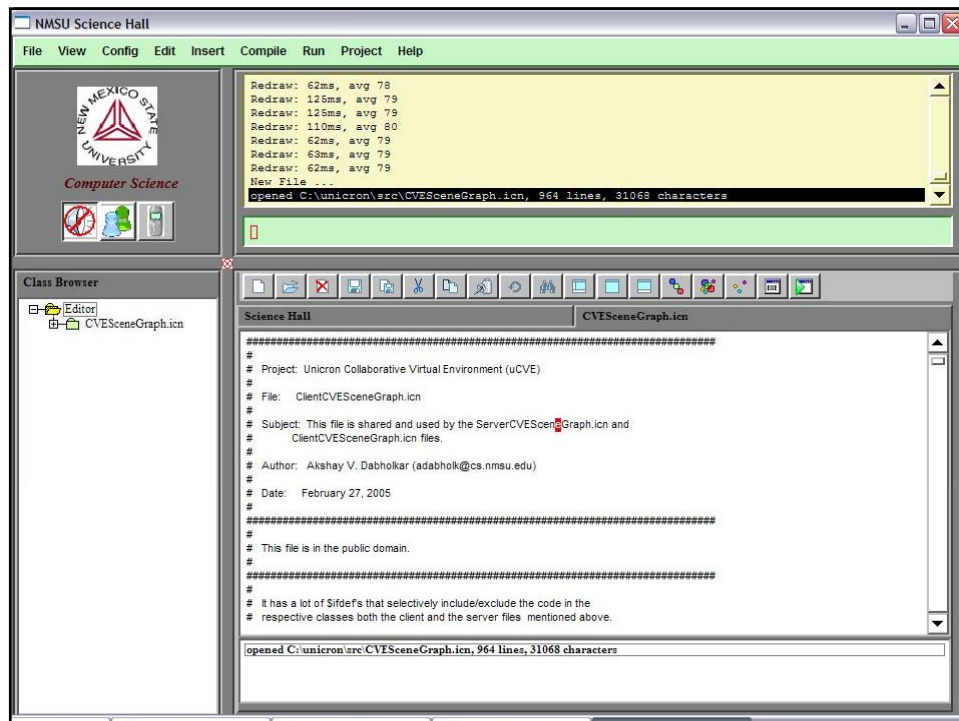 NMSU Science Hall
File View Config Edit Insert Compile Run Project Help
NEW MEXICO STATE UNIVERSITY
Computer Science
Redraw: 62ms, avg 78
Redraw: 125ms, avg 79
Redraw: 125ms, avg 79
Redraw: 110ms, avg 80
Redraw: 62ms, avg 79
Redraw: 63ms, avg 79
Redraw: 62ms, avg 79
New File ...
opened C:\unicron\src\CVESceneGraph.icn, 964 lines, 31068 characters
Class Browser
Editor
CVESceneGraph.icn
EXE
Science Hall CVESceneGraph.icn
##############################################################################
#
# Project: Unicron Collaborative Virtual Environment (uCVE)
#
# File: ClientCVESceneGraph.icn
#
# Subject: This file is shared and used by the ServerCVESceneGraph.icn and
# ClientCVESceneGraph.icn files.
#
# Author: Akshay V. Dabholkar (adabholk@cs.nmsu.edu)
#
# Date: February 27, 2005
#
##############################################################################
#
# This file is in the public domain.
#
##############################################################################
#
# It has a lot of $ifdef's that selectively include/exclude the code in the
# respective classes both the client and the server files mentioned above.
opened C:\unicron\src\CVESceneGraph.icn, 964 lines, 31068 characters